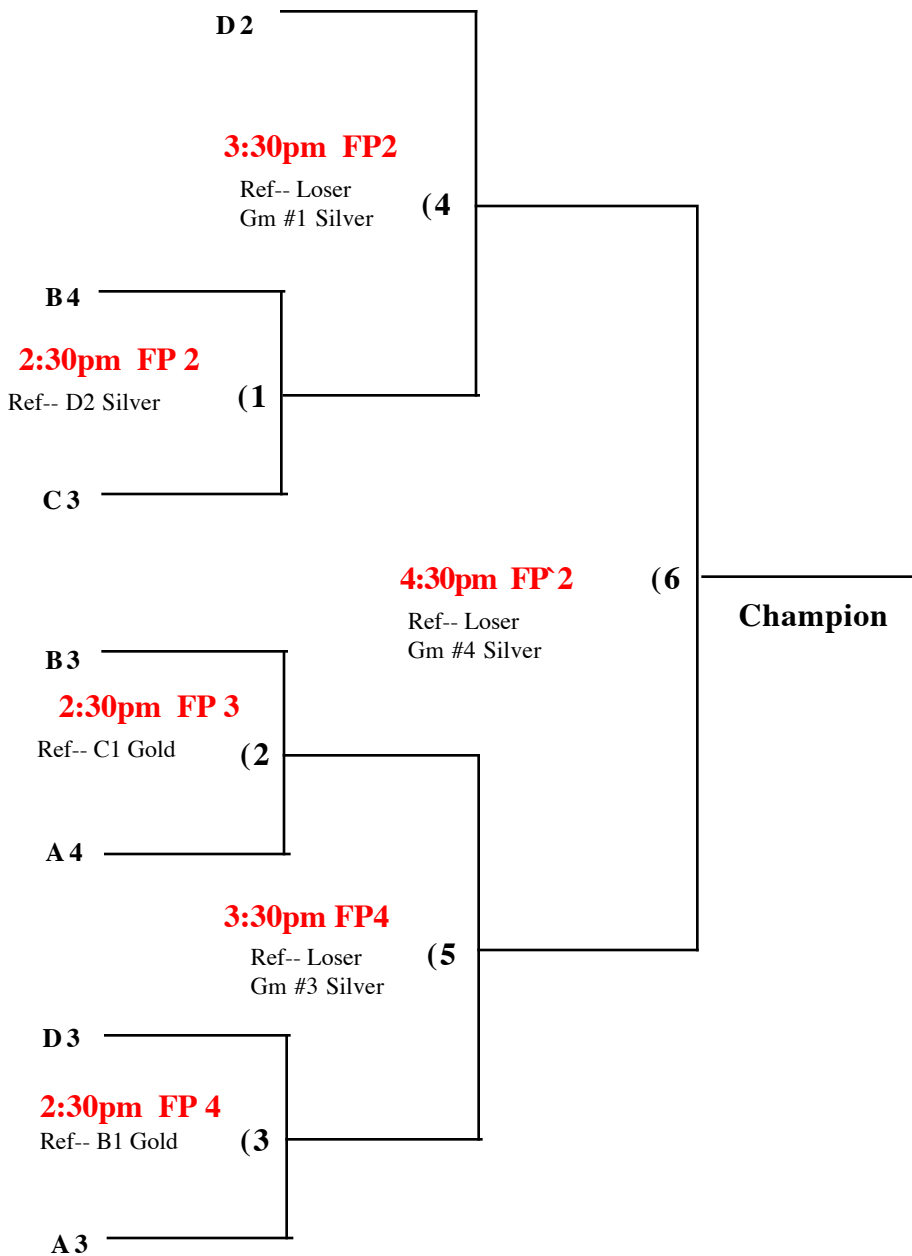 D 2
3:30pm FP2
Ref-- Loser
Gm #1 Silver
(4
B 4
2:30pm FP 2
Ref-- D2 Silver
(1
C 3
4:30pm FP`2
(6
Ref-- Loser
Gm #4 Silver
Champion
B 3
2:30pm FP 3
Ref-- C1 Gold
(2
A 4
3:30pm FP4
Ref-- Loser
Gm #3 Silver
(5
D 3
2:30pm FP 4
Ref-- B1 Gold
(3
A 3